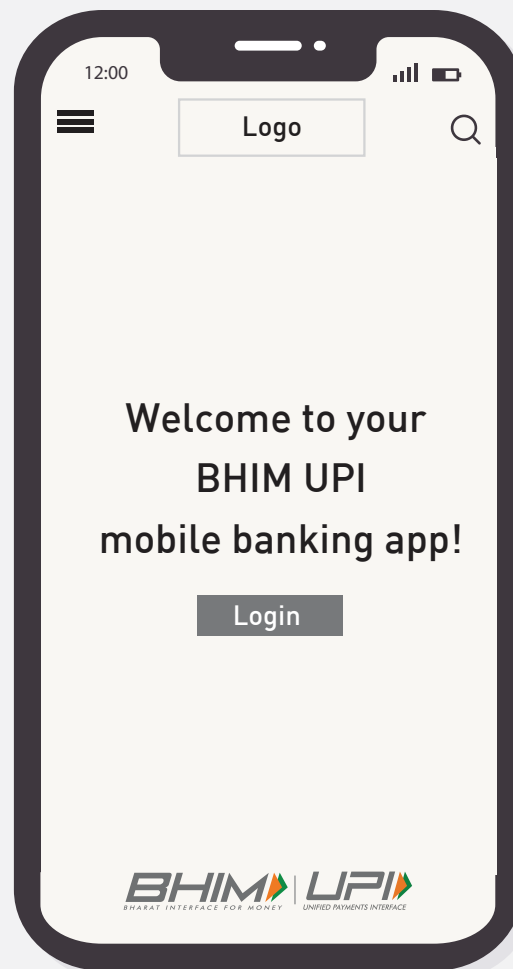 12:00
Logo
Welcome to your
BHIM UPI
mobile banking app!
Login
BHIM UPI
BHARAT INTERFACE FOR MONEY UNIFIED PAYMENTS INTERFACE